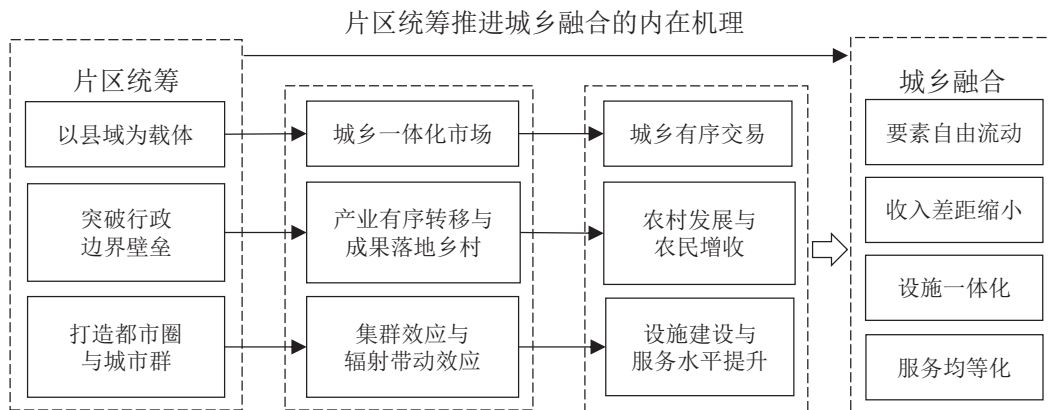 片区统筹推进城乡融合的内在机理
片区统筹
以县域为载体
突破行政
边界壁垒
打造都市圈
与城市群
城乡一体化市场
产业有序转移与
成果落地乡村
集群效应与
辐射带动效应
城乡有序交易
农村发展与
农民增收
设施建设与
服务水平提升
城乡融合
要素自由流动
收入差距缩小
设施一体化
服务均等化